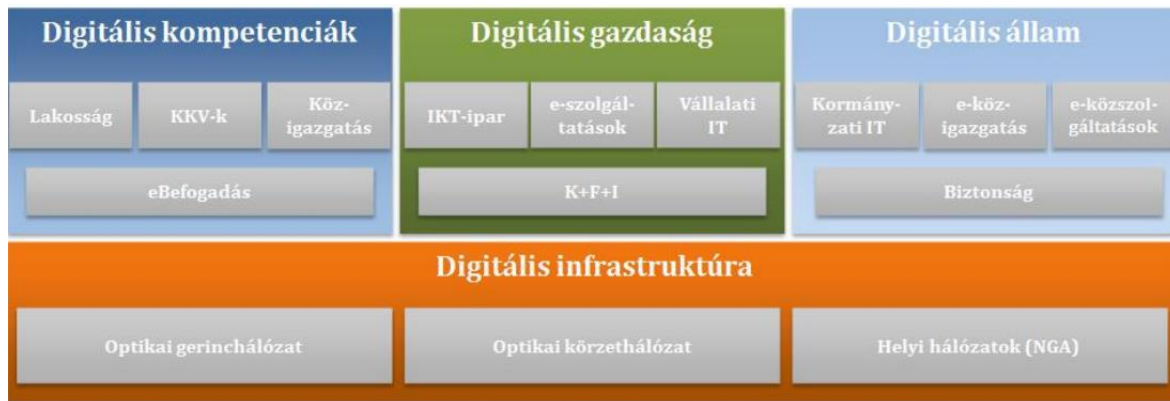 Digitális kompetenciák
Lakosság
KKV-k
Köz-
igazgatás
eBefogadás
Digitális gazdaság
IKT-ipar
e-szolgál-
tatások
Vállalati
IT
K+F+I
Digitális állam
Kormány-
zati IT
e-köz-
igazgatás
e-közszol-
gáltatások
Biztonság
Digitális infrastruktúra
Optikai gerinchálózat
Optikai körzethálózat
Helyi hálózatok (NGA)